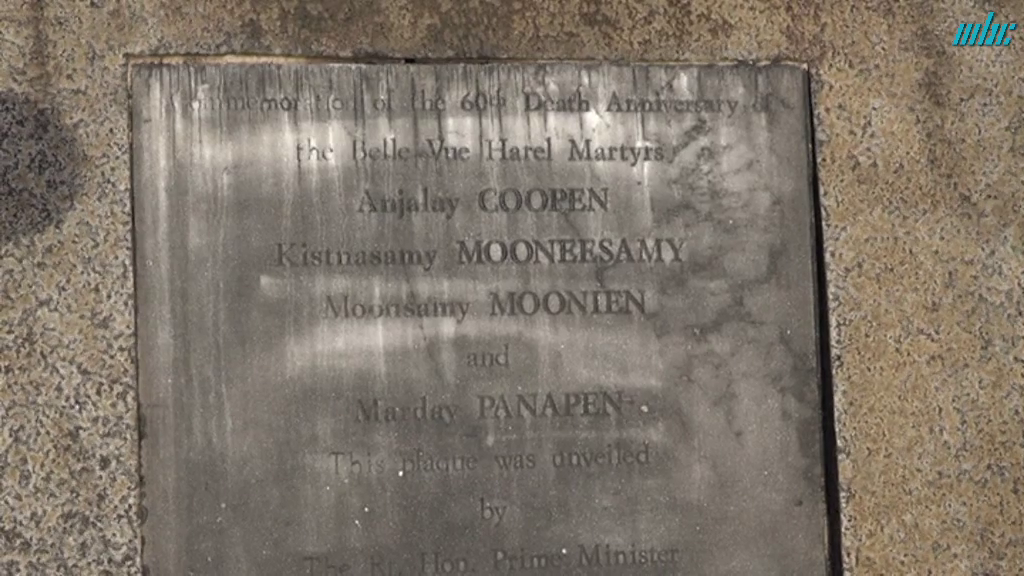 mbc
Commemoration of the 60th Death Anniversary of
the Belle Vue Harel Martyrs
Anjalay COOPEN
Kistnasamy MOONEESAMY
Moonsamy MOONIEN
and
Marday PANAPEN
This plaque was unveiled
by
The Rt. Hon. Prime Minister